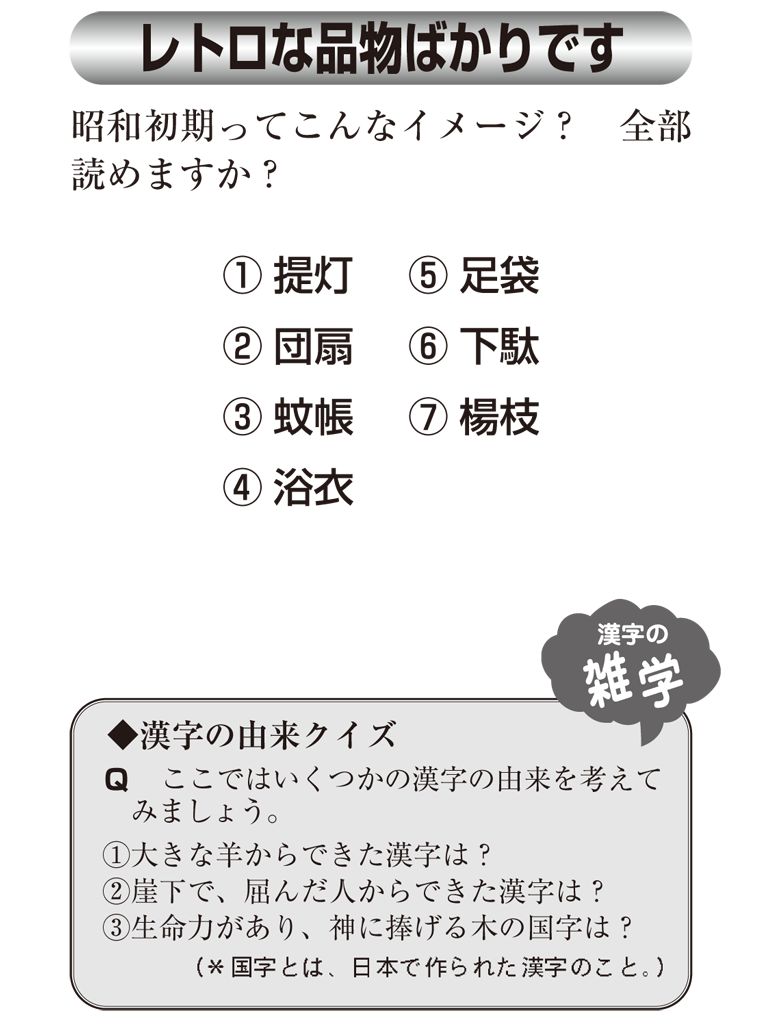 レトロな品物ばかりです
昭和初期ってこんなイメージ？　全部
読めますか？
① 提灯
② 団扇
③ 蚊帳
④ 浴衣
⑤ 足袋
⑥ 下駄
⑦ 楊枝
漢字の
雑学
◆漢字の由来クイズ
Q　ここではいくつかの漢字の由来を考えて
みましょう。
①大きな羊からできた漢字は？
②崖下で、屈んだ人からできた漢字は？
③生命力があり、神に捧げる木の国字は？
（＊国字とは、日本で作られた漢字のこと。）